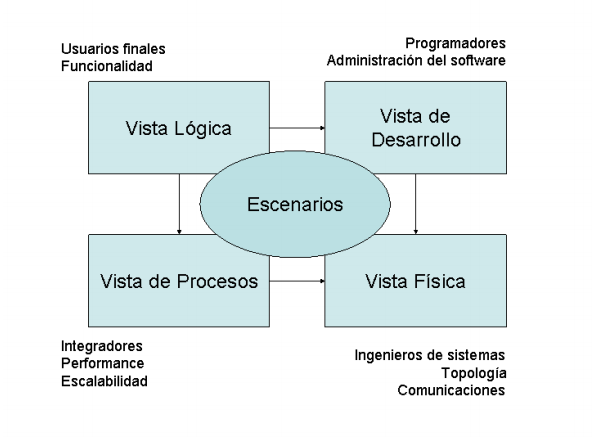 Usuarios finales
Funcionalidad
Programadores
Administración del software
Vista Lógica
Vista de
Desarrollo
Escenarios
Vista de Procesos
Vista Física
Integradores
Performance
Escalabilidad
Ingenieros de sistemas
Topología
Comunicaciones